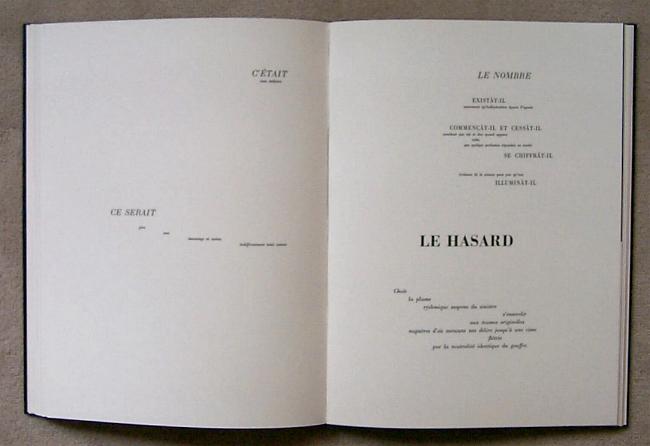 C'ÉTAIT
CE SERAIT
pire
non
davantage ni moins
indifféremment mais autant
LE NOMBRE
EXISTÂT-IL
autrement qu'hallucination éparse d'agonie
COMMENÇÂT-IL ET CESSÂT-IL
sourdant que nié et clos quand apparu
enfin
par quelque profusion répandue en rareté
SE CHIFFRÂT-IL
évidence de la somme pour peu qu'une
ILLUMINÂT-IL
LE HASARD
Choit
la plume
rythmique suspens du sinistre
s'ensevelir
aux écumes originelles
naguères d'où sursauta son délire jusqu'à une cime
flétrie
par la neutralité identique du gouffre